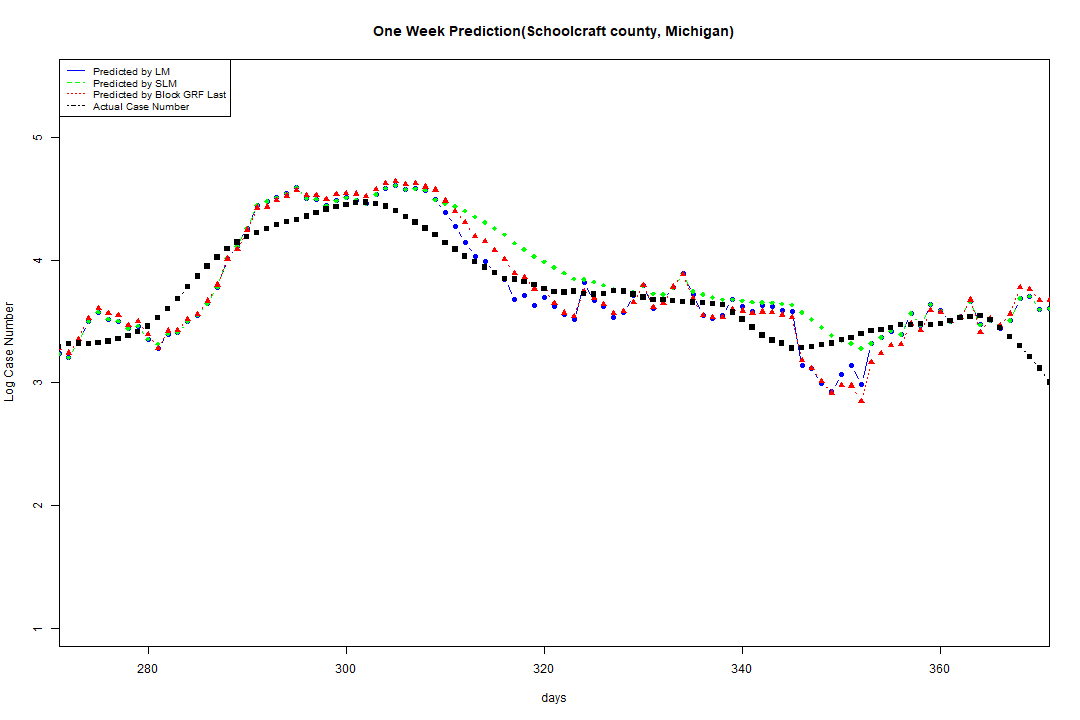 One Week Prediction(Schoolcraft county, Michigan)
Predicted by LM
Predicted by SLM
Predicted by Block GRF Last
Actual Case Number
5
4
3
2
1
Log Case Number
280 300 320 340 360
days